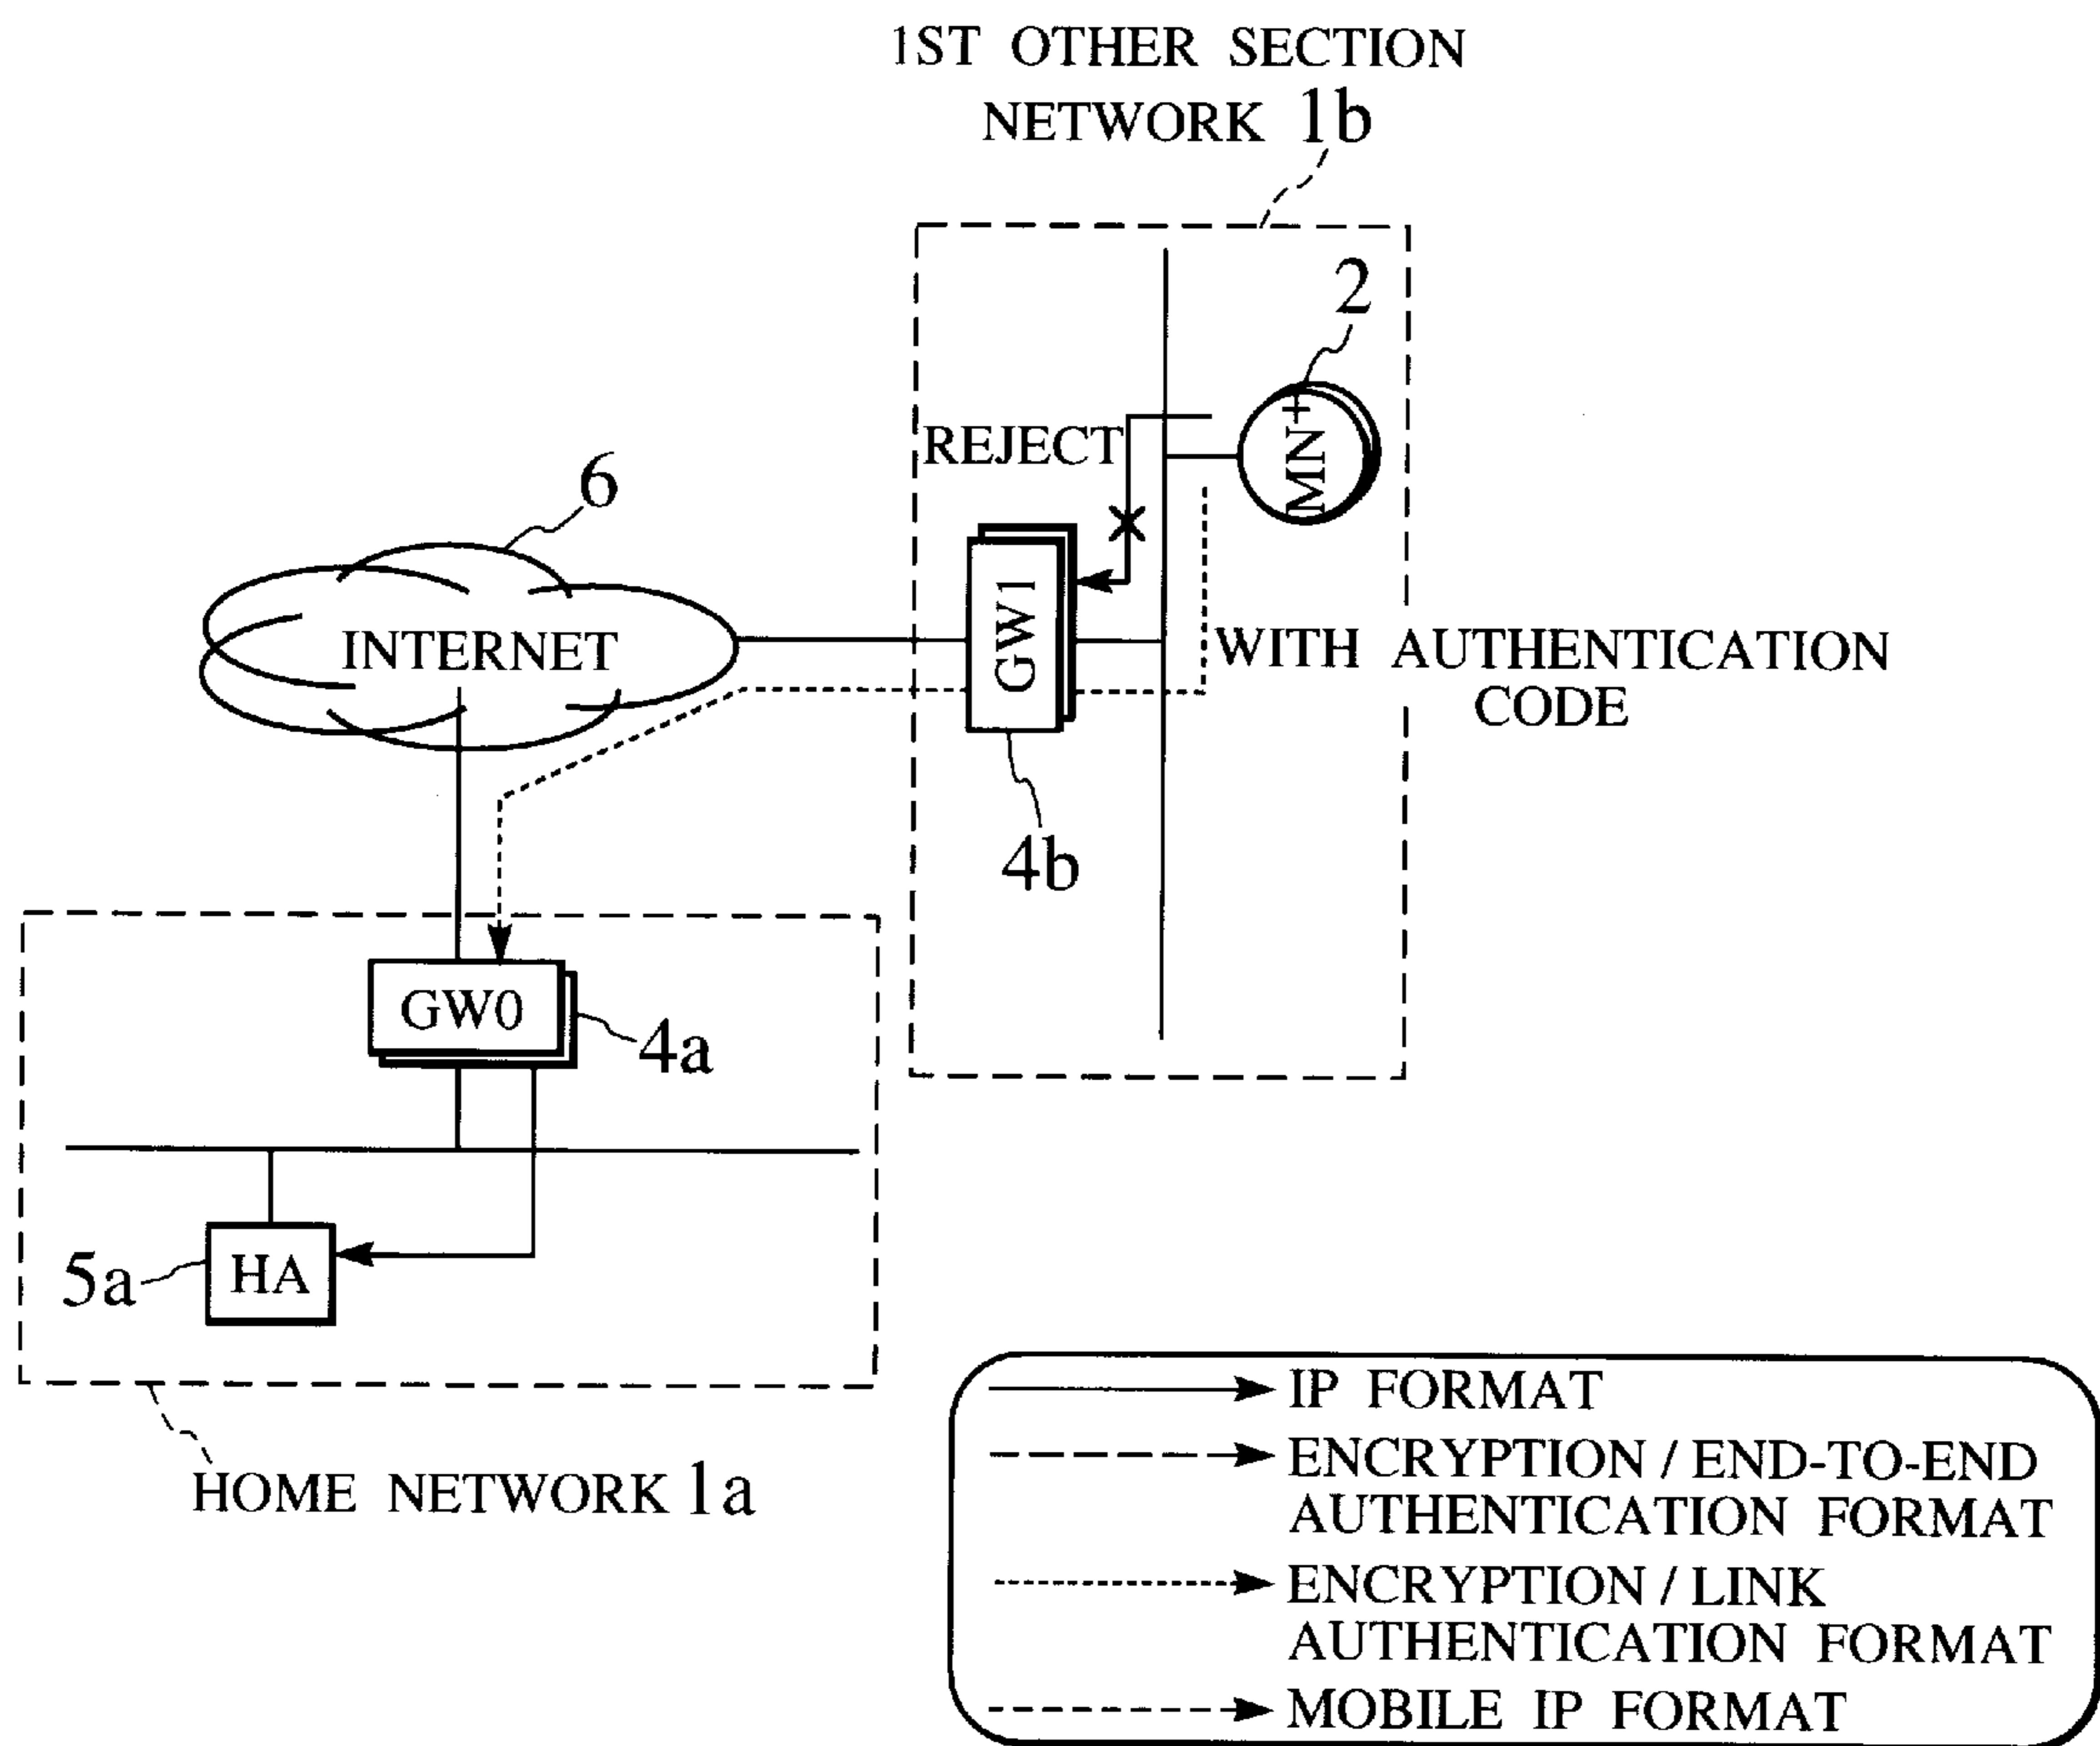 1ST OTHER SECTION
NETWORK 1b
2
MN+
REJECT
6
GW1
INTERNET
WITH AUTHENTICATION
CODE
4b
GW0
4a
5a
HA
HOME NETWORK 1a
IP FORMAT
ENCRYPTION / END-TO-END
AUTHENTICATION FORMAT
ENCRYPTION / LINK
AUTHENTICATION FORMAT
MOBILE IP FORMAT